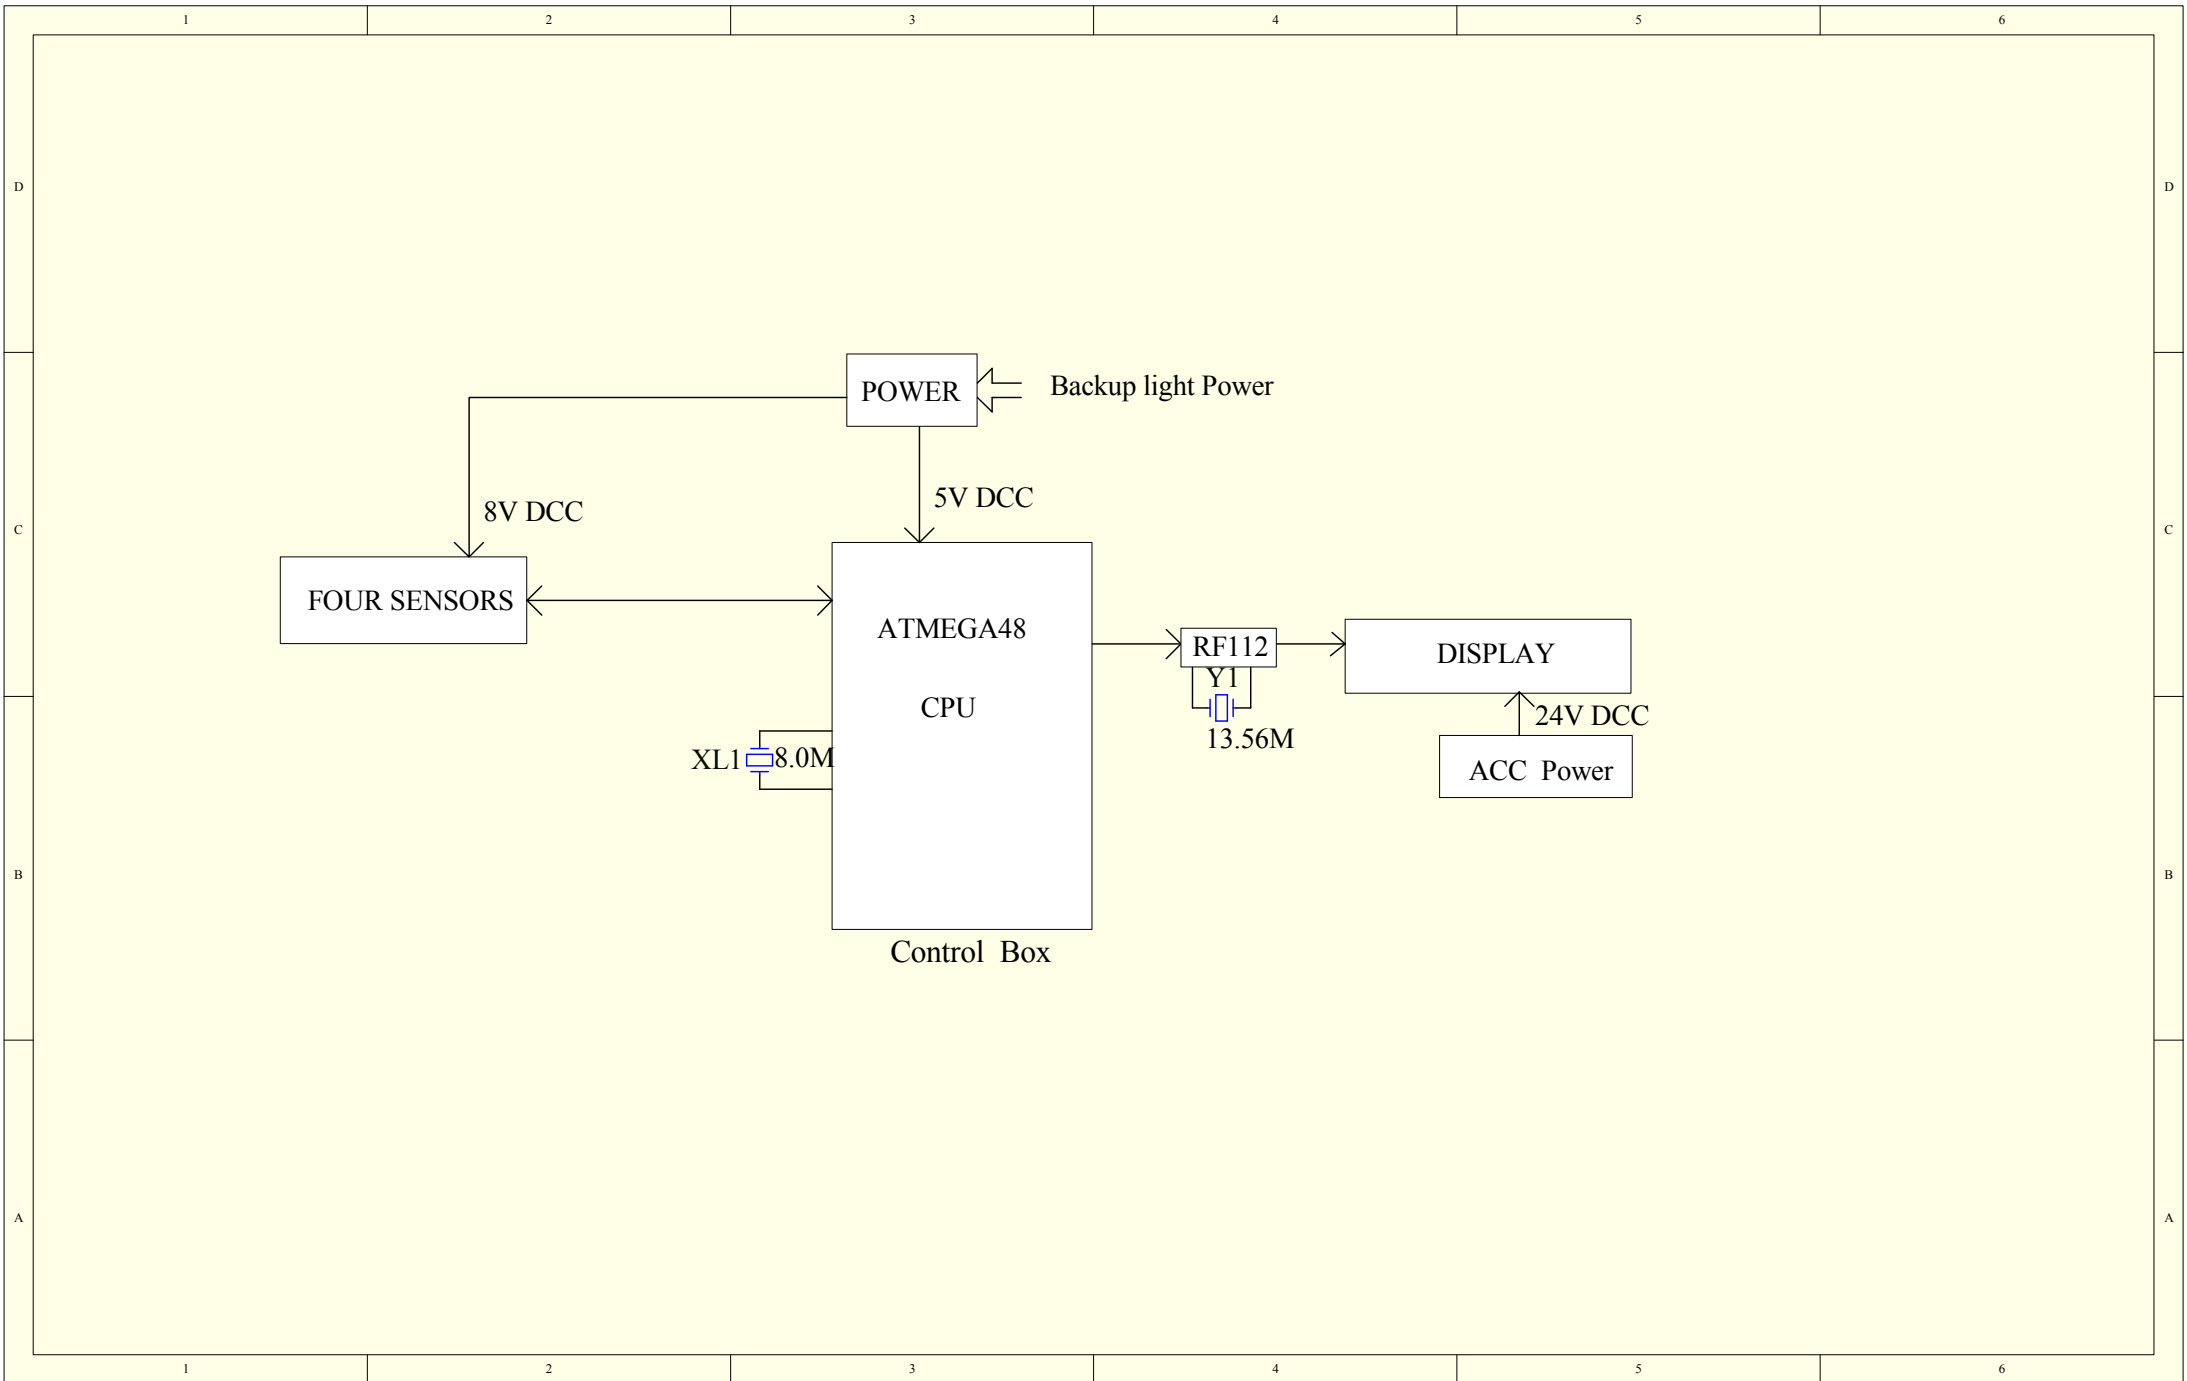 1 2 3 4 5 6
D D
POWER
Backup light Power
8V DCC
5V DCC
C C
FOUR SENSORS
ATMEGA48
CPU
RF112
Y1
13.56M
DISPLAY
24V DCC
ACC  Power
XL1
8.0M
B B
Control  Box
A A
1 2 3 4 5 6